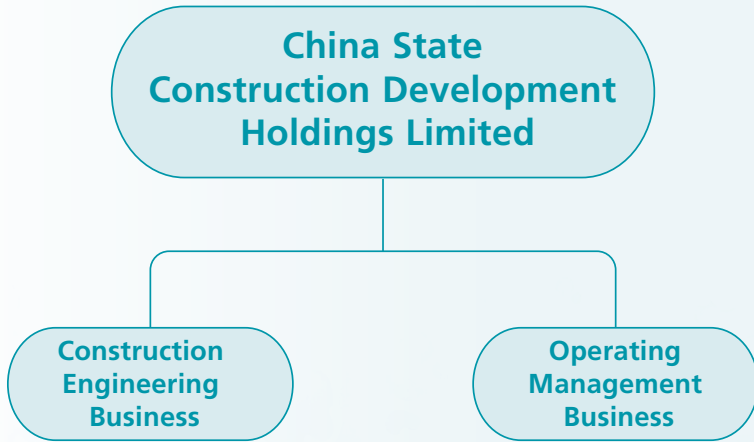 China State
Construction Development
Holdings Limited
Construction
Engineering
Business
Operating
Management
Business